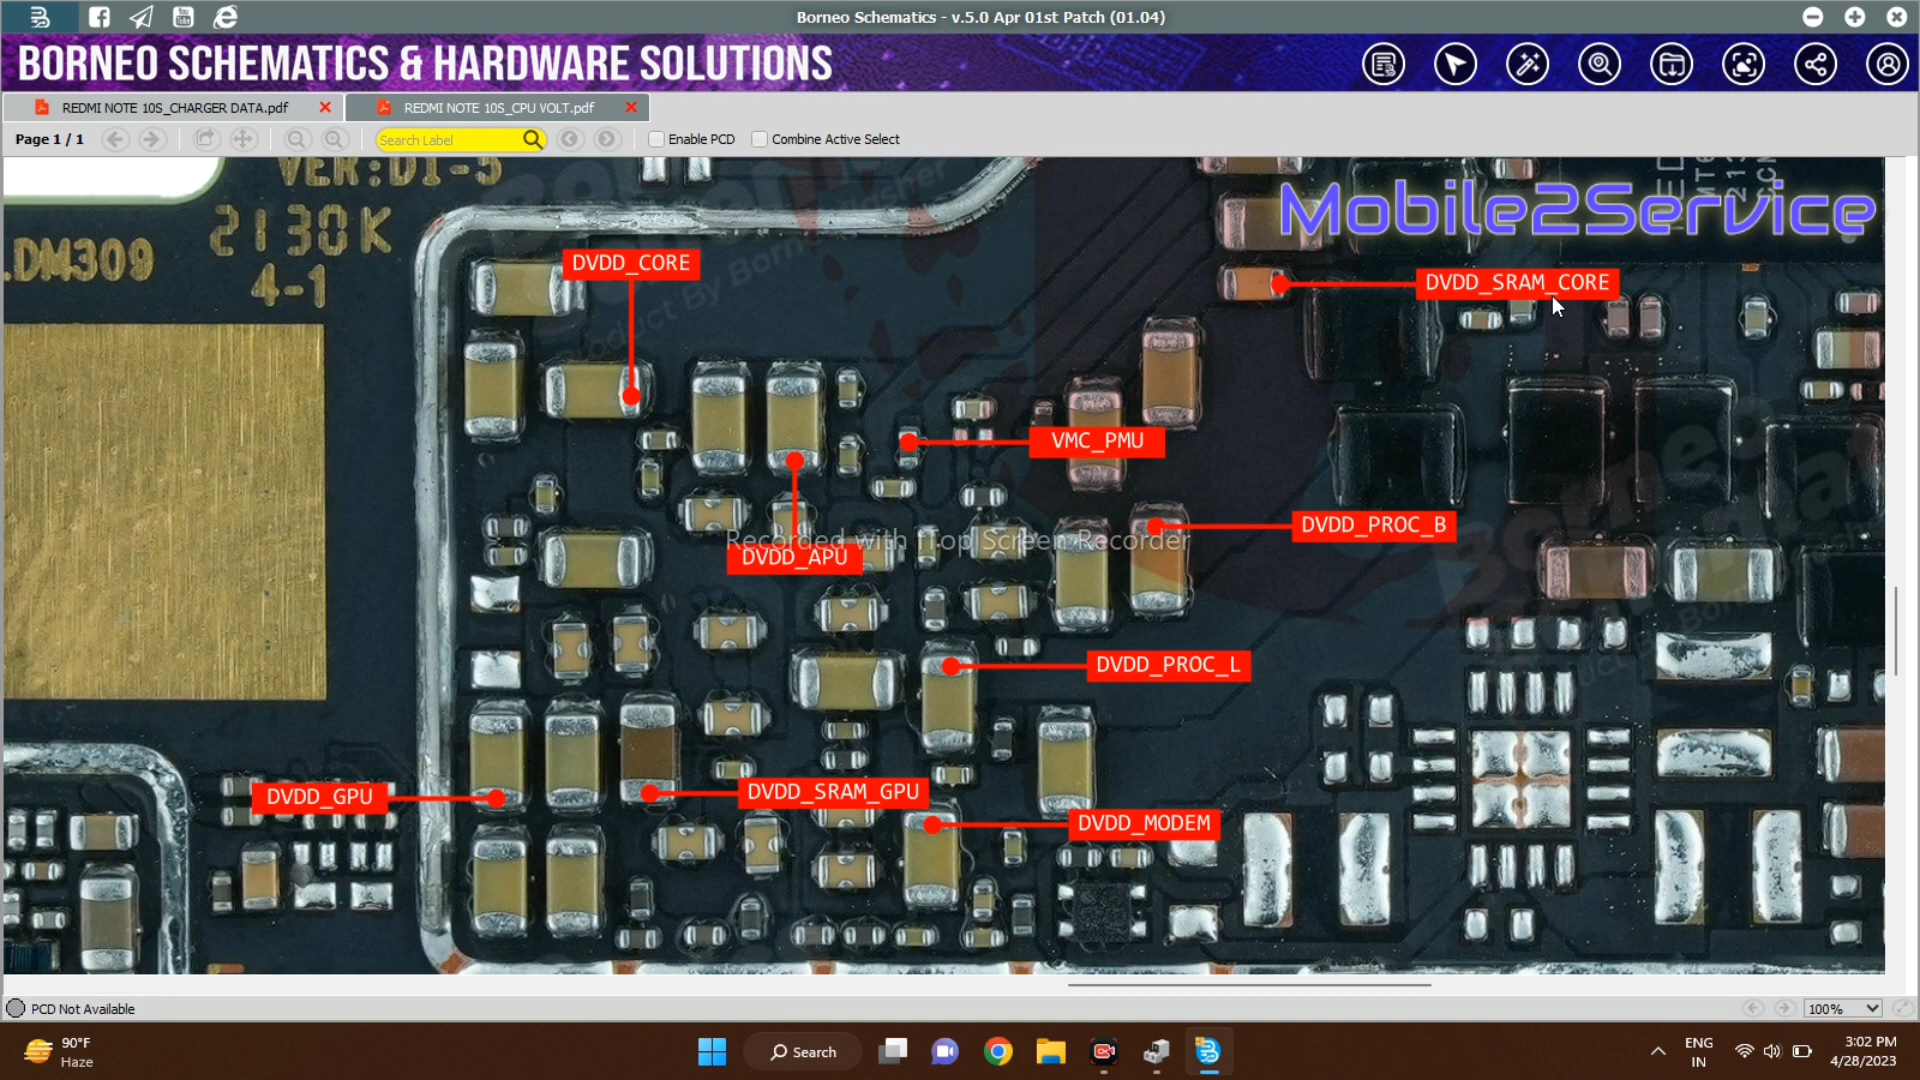 Borneo Schematics - v.5.0 Apr 01st Patch (01.04)
BORNEO SCHEMATICS & HARDWARE SOLUTIONS
REDMI NOTE 10S_CHARGER DATA.pdf
REDMI NOTE 10S_CPU VOLT.pdf
Page 1 / 1
Search Label
Enable PCD
Combine Active Select
VER:D1-5
2130K
.DM309
4-1
Mobile2Service
DVDD_CORE
DVDD_SRAM_CORE
VMC_PMU
DVDD_PROC_B
Recorded with iTop Screen Recorder
DVDD_APU
DVDD_PROC_L
DVDD_GPU
DVDD_SRAM_GPU
DVDD_MODEM
PCD Not Available
100%
90°F
Haze
Search
ENG
IN
3:02 PM
4/28/2023